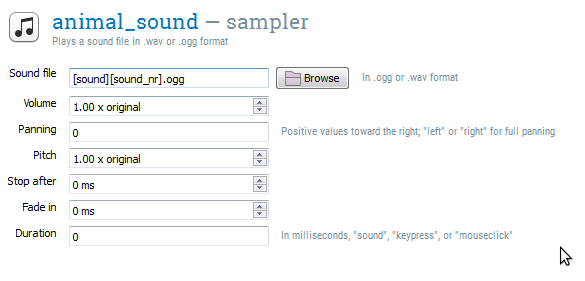 animal_sound — sampler
Plays a sound file in .wav or .ogg format
Sound file [sound][sound_nr].ogg Browse In .ogg or .wav format
Volume 1.00 x original
Panning 0 Positive values toward the right; "left" or "right" for full panning
Pitch 1.00 x original
Stop after 0 ms
Fade in 0 ms
Duration 0 In milliseconds, "sound", "keypress", or "mouseclick"